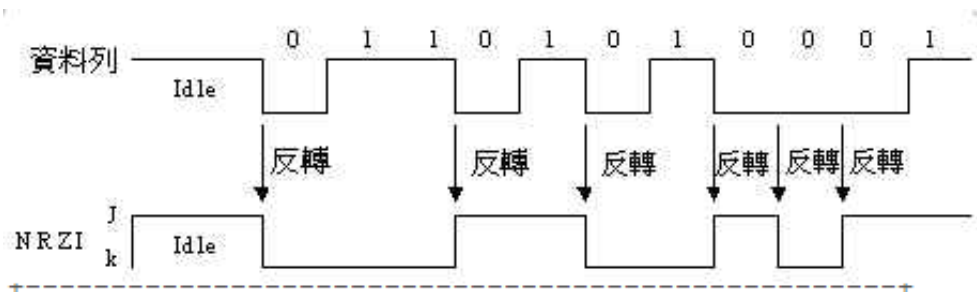 0 1 1 0 1 0 1 0 0 0 1
資料列
Idle
反轉 反轉 反轉 反轉 反轉 反轉
J
NRZI Idle
k